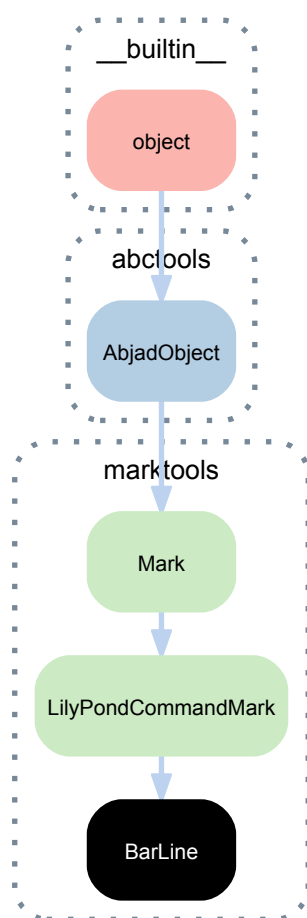 __builtin__
object
abctools
AbjadObject
marktools
Mark
LilyPondCommandMark
BarLine